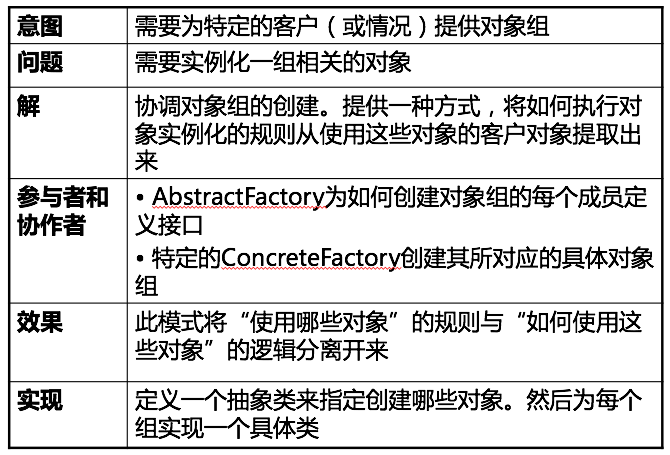 意图 需要为特定的客户（或情况）提供对象组
问题 需要实例化一组相关的对象
解 协调对象组的创建。提供一种方式，将如何执行对
象实例化的规则从使用这些对象的客户对象提取出
来
参与者和 • AbstractFactory为如何创建对象组的每个成员定
协作者 义接口
• 特定的ConcreteFactory创建其所对应的具体对象
组
效果 此模式将“使用哪些对象”的规则与“如何使用这
些对象”的逻辑分离开来
实现 定义一个抽象类来指定创建哪些对象。然后为每个
组实现一个具体类